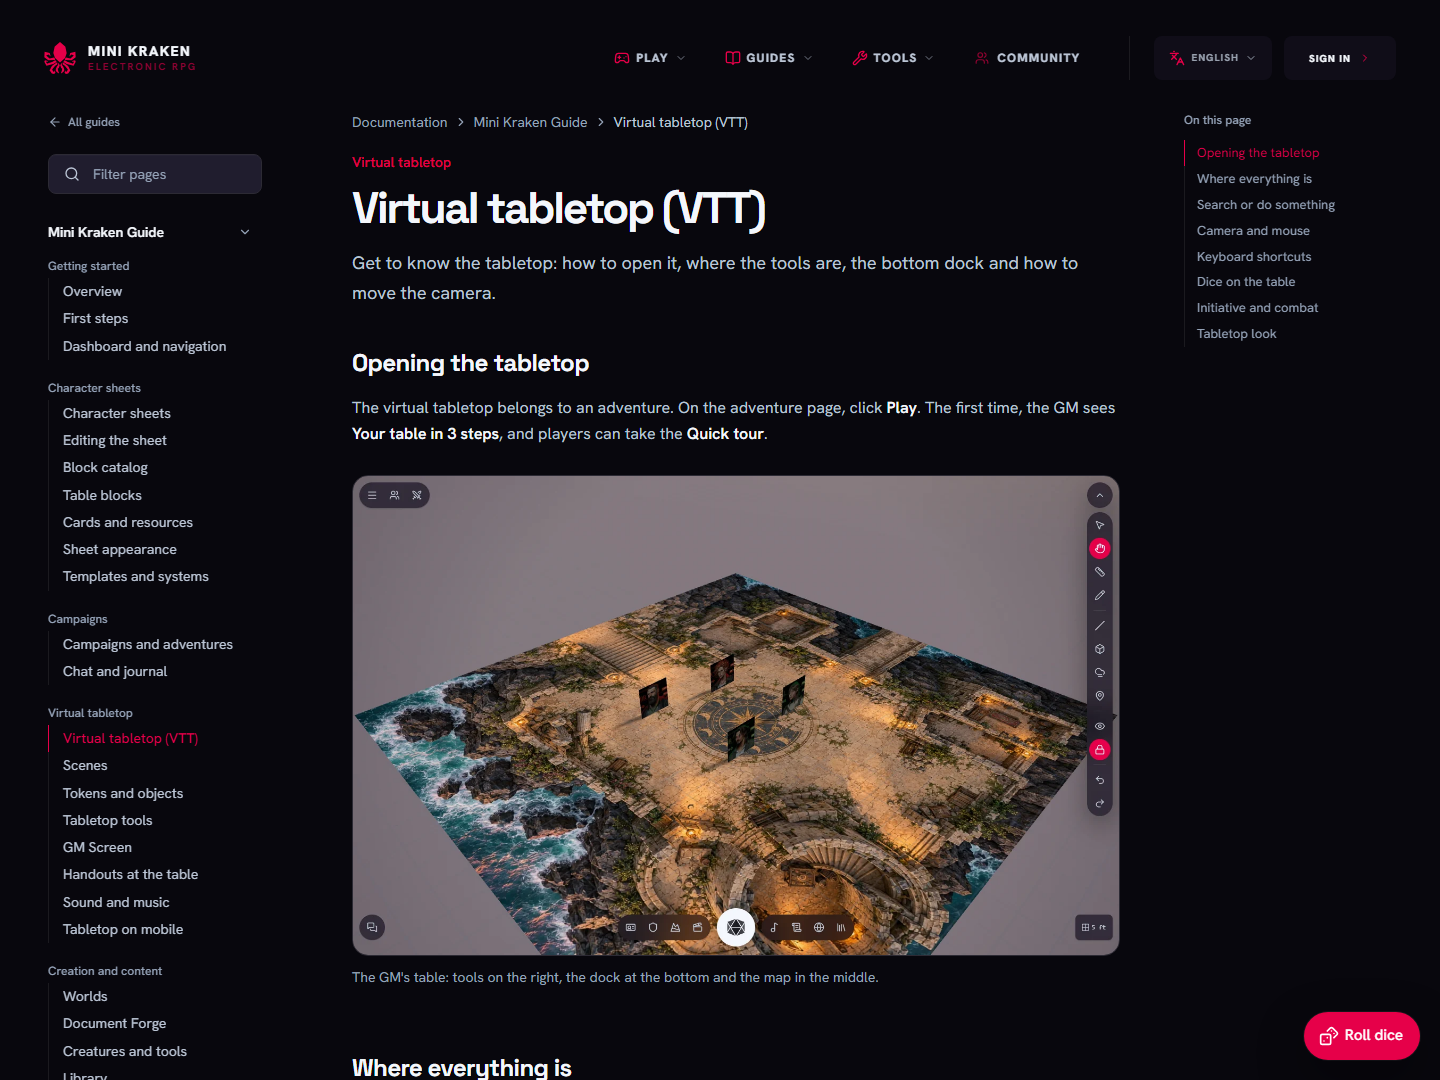 MINI KRAKEN
ELECTRONIC RPG
PLAY
GUIDES
TOOLS
COMMUNITY
ENGLISH
SIGN IN
All guides
Filter pages
Mini Kraken Guide
Getting started
Overview
First steps
Dashboard and navigation
Character sheets
Character sheets
Editing the sheet
Block catalog
Table blocks
Cards and resources
Sheet appearance
Templates and systems
Campaigns
Campaigns and adventures
Chat and journal
Virtual tabletop
Virtual tabletop (VTT)
Scenes
Tokens and objects
Tabletop tools
GM Screen
Handouts at the table
Sound and music
Tabletop on mobile
Creation and content
Worlds
Document Forge
Creatures and tools
Library
Documentation > Mini Kraken Guide > Virtual tabletop (VTT)
Virtual tabletop
Virtual tabletop (VTT)
Get to know the tabletop: how to open it, where the tools are, the bottom dock and how to
move the camera.
Opening the tabletop
The virtual tabletop belongs to an adventure. On the adventure page, click Play. The first time, the GM sees
Your table in 3 steps, and players can take the Quick tour.
5 ft
The GM's table: tools on the right, the dock at the bottom and the map in the middle.
Where everything is
On this page
Opening the tabletop
Where everything is
Search or do something
Camera and mouse
Keyboard shortcuts
Dice on the table
Initiative and combat
Tabletop look
Roll dice